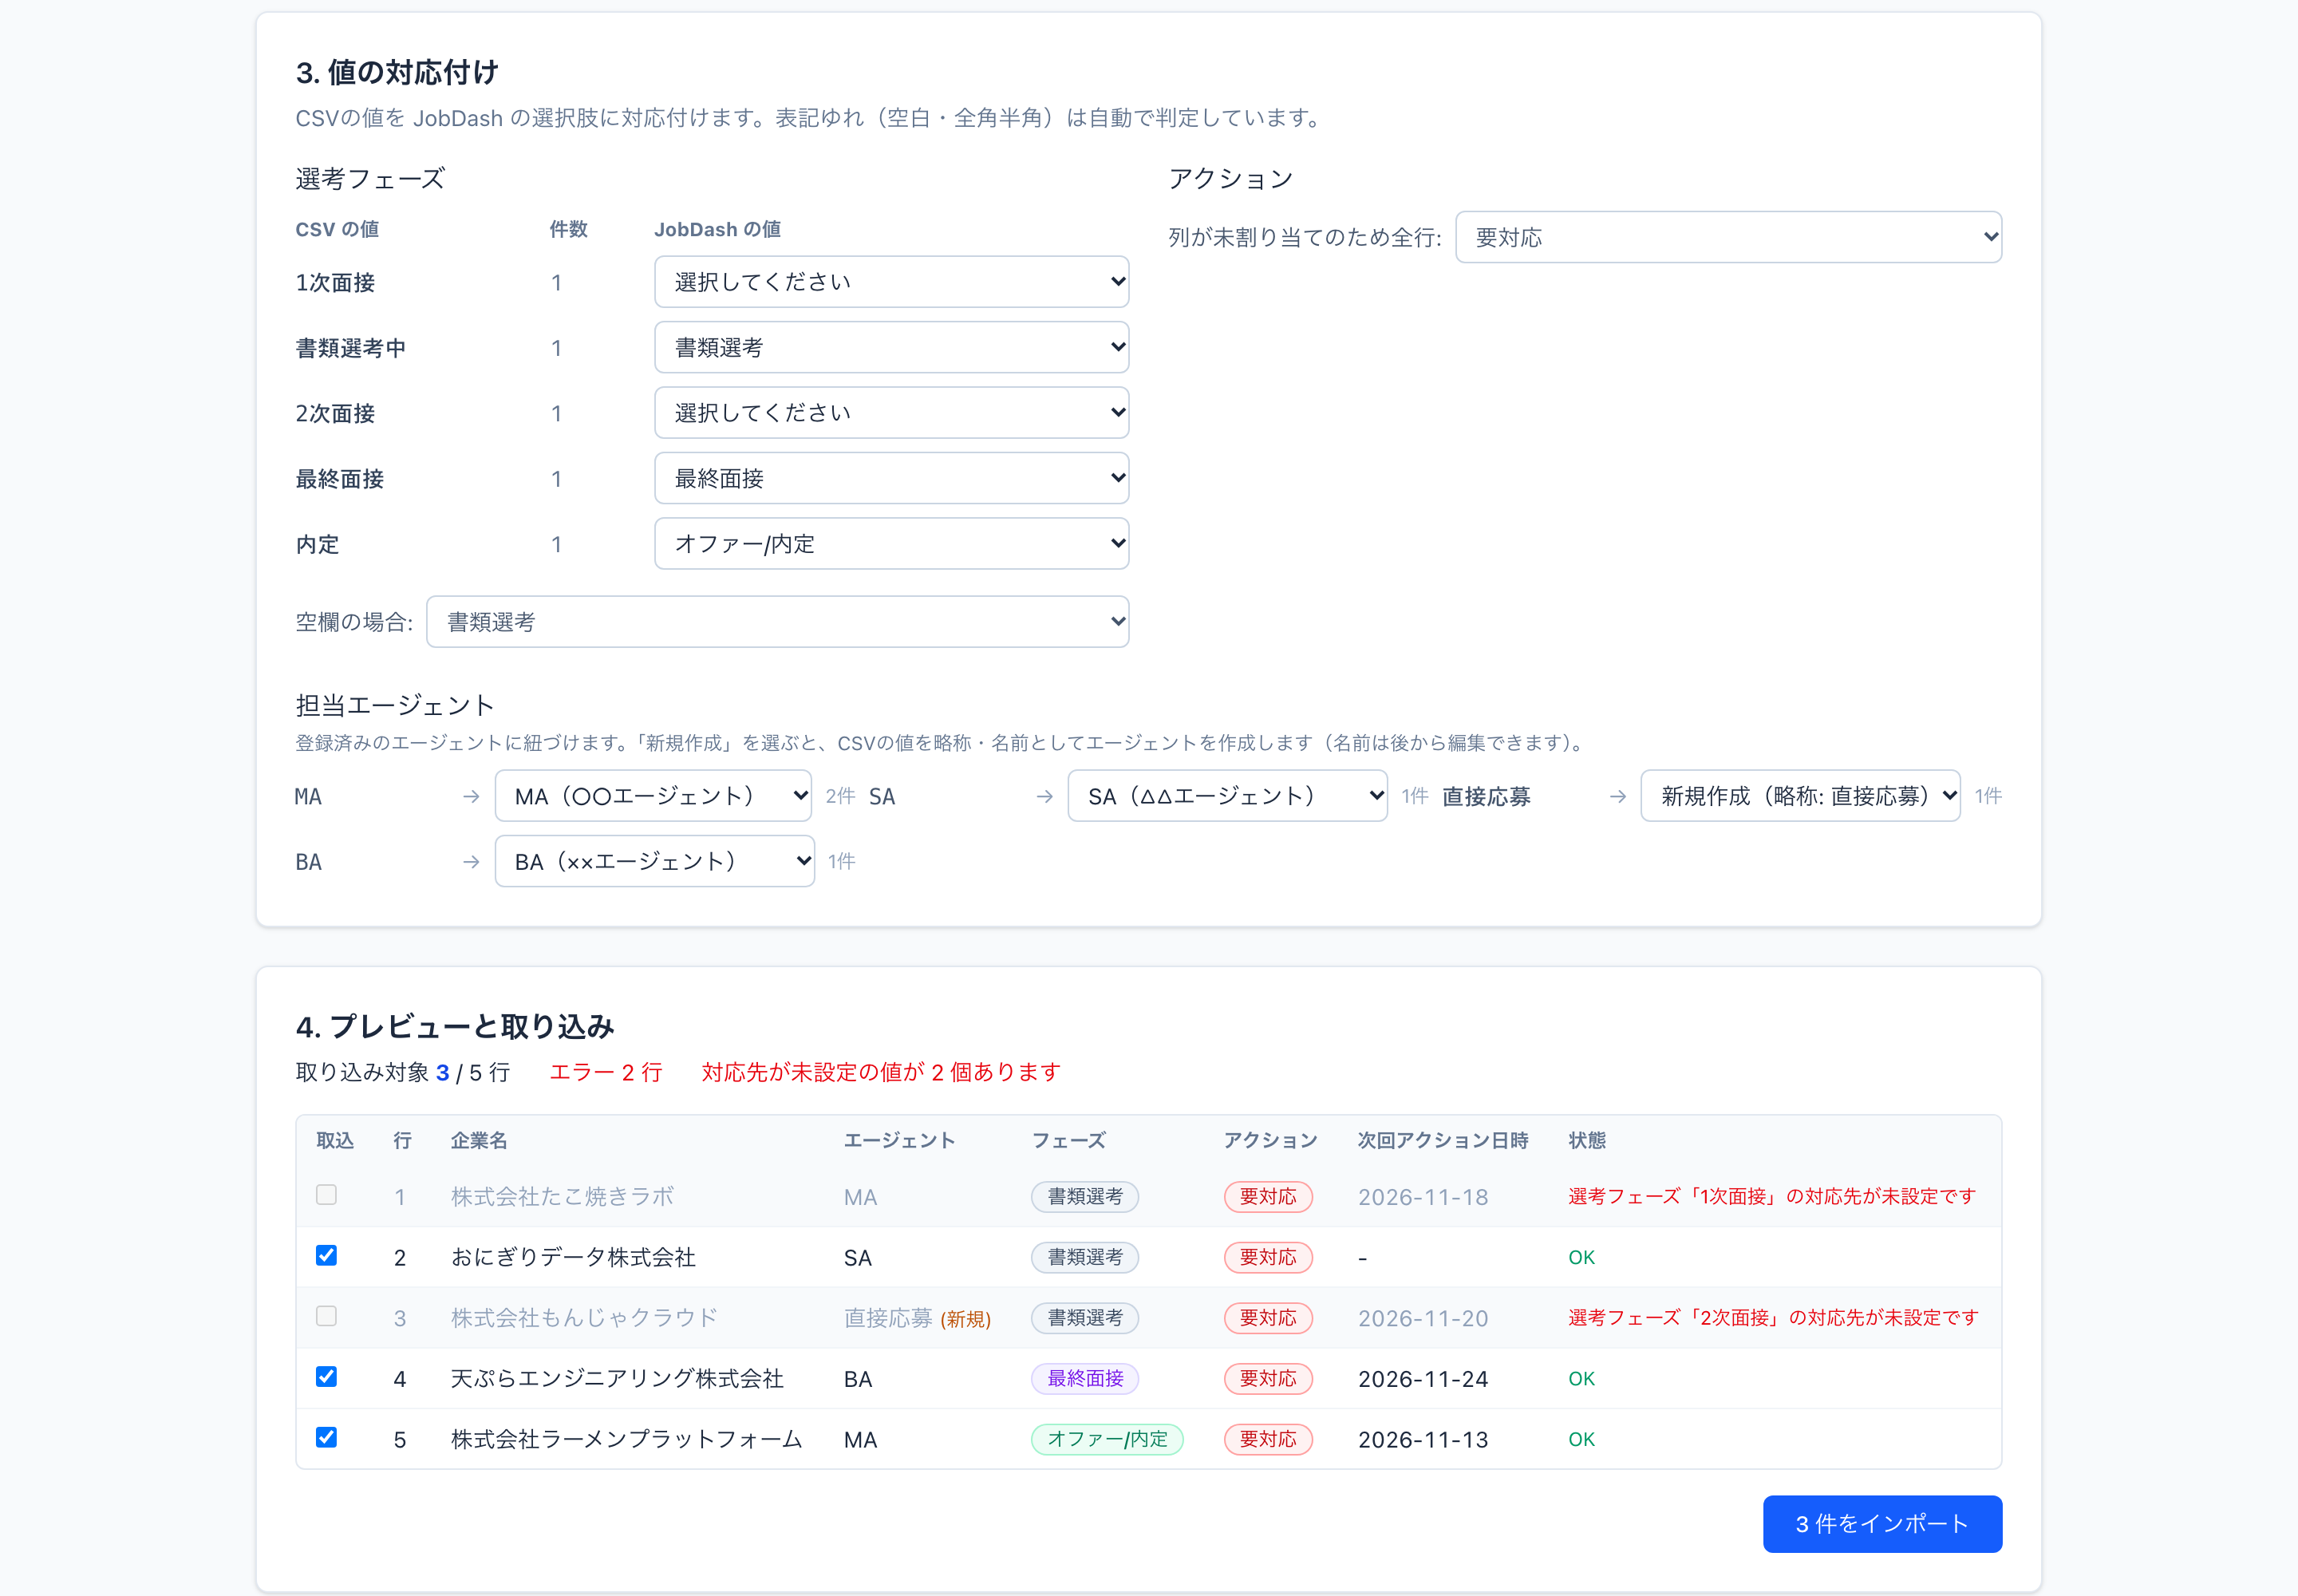 3. 値の対応付け
CSVの値を JobDash の選択肢に対応付けます。表記ゆれ（空白・全角半角）は自動で判定しています。
選考フェーズ
CSV の値 件数 JobDash の値
1次面接 1 選択してください
書類選考中 1 書類選考
2次面接 1 選択してください
最終面接 1 最終面接
内定 1 オファー/内定
空欄の場合: 書類選考
アクション
列が未割り当てのため全行: 要対応
担当エージェント
登録済みのエージェントに紐づけます。「新規作成」を選ぶと、CSVの値を略称・名前としてエージェントを作成します（名前は後から編集できます）。
MA → MA（○○エージェント） 2件 SA → SA（△△エージェント） 1件 直接応募 → 新規作成（略称: 直接応募） 1件
BA → BA（××エージェント） 1件
4. プレビューと取り込み
取り込み対象 3 / 5 行 エラー 2 行 対応先が未設定の値が 2 個あります
取込 行 企業名 エージェント フェーズ アクション 次回アクション日時 状態
1 株式会社たこ焼きラボ MA 書類選考 要対応 2026-11-18 選考フェーズ「1次面接」の対応先が未設定です
2 おにぎりデータ株式会社 SA 書類選考 要対応 - OK
3 株式会社もんじゃクラウド 直接応募 (新規) 書類選考 要対応 2026-11-20 選考フェーズ「2次面接」の対応先が未設定です
4 天ぷらエンジニアリング株式会社 BA 最終面接 要対応 2026-11-24 OK
5 株式会社ラーメンプラットフォーム MA オファー/内定 要対応 2026-11-13 OK
3 件をインポート